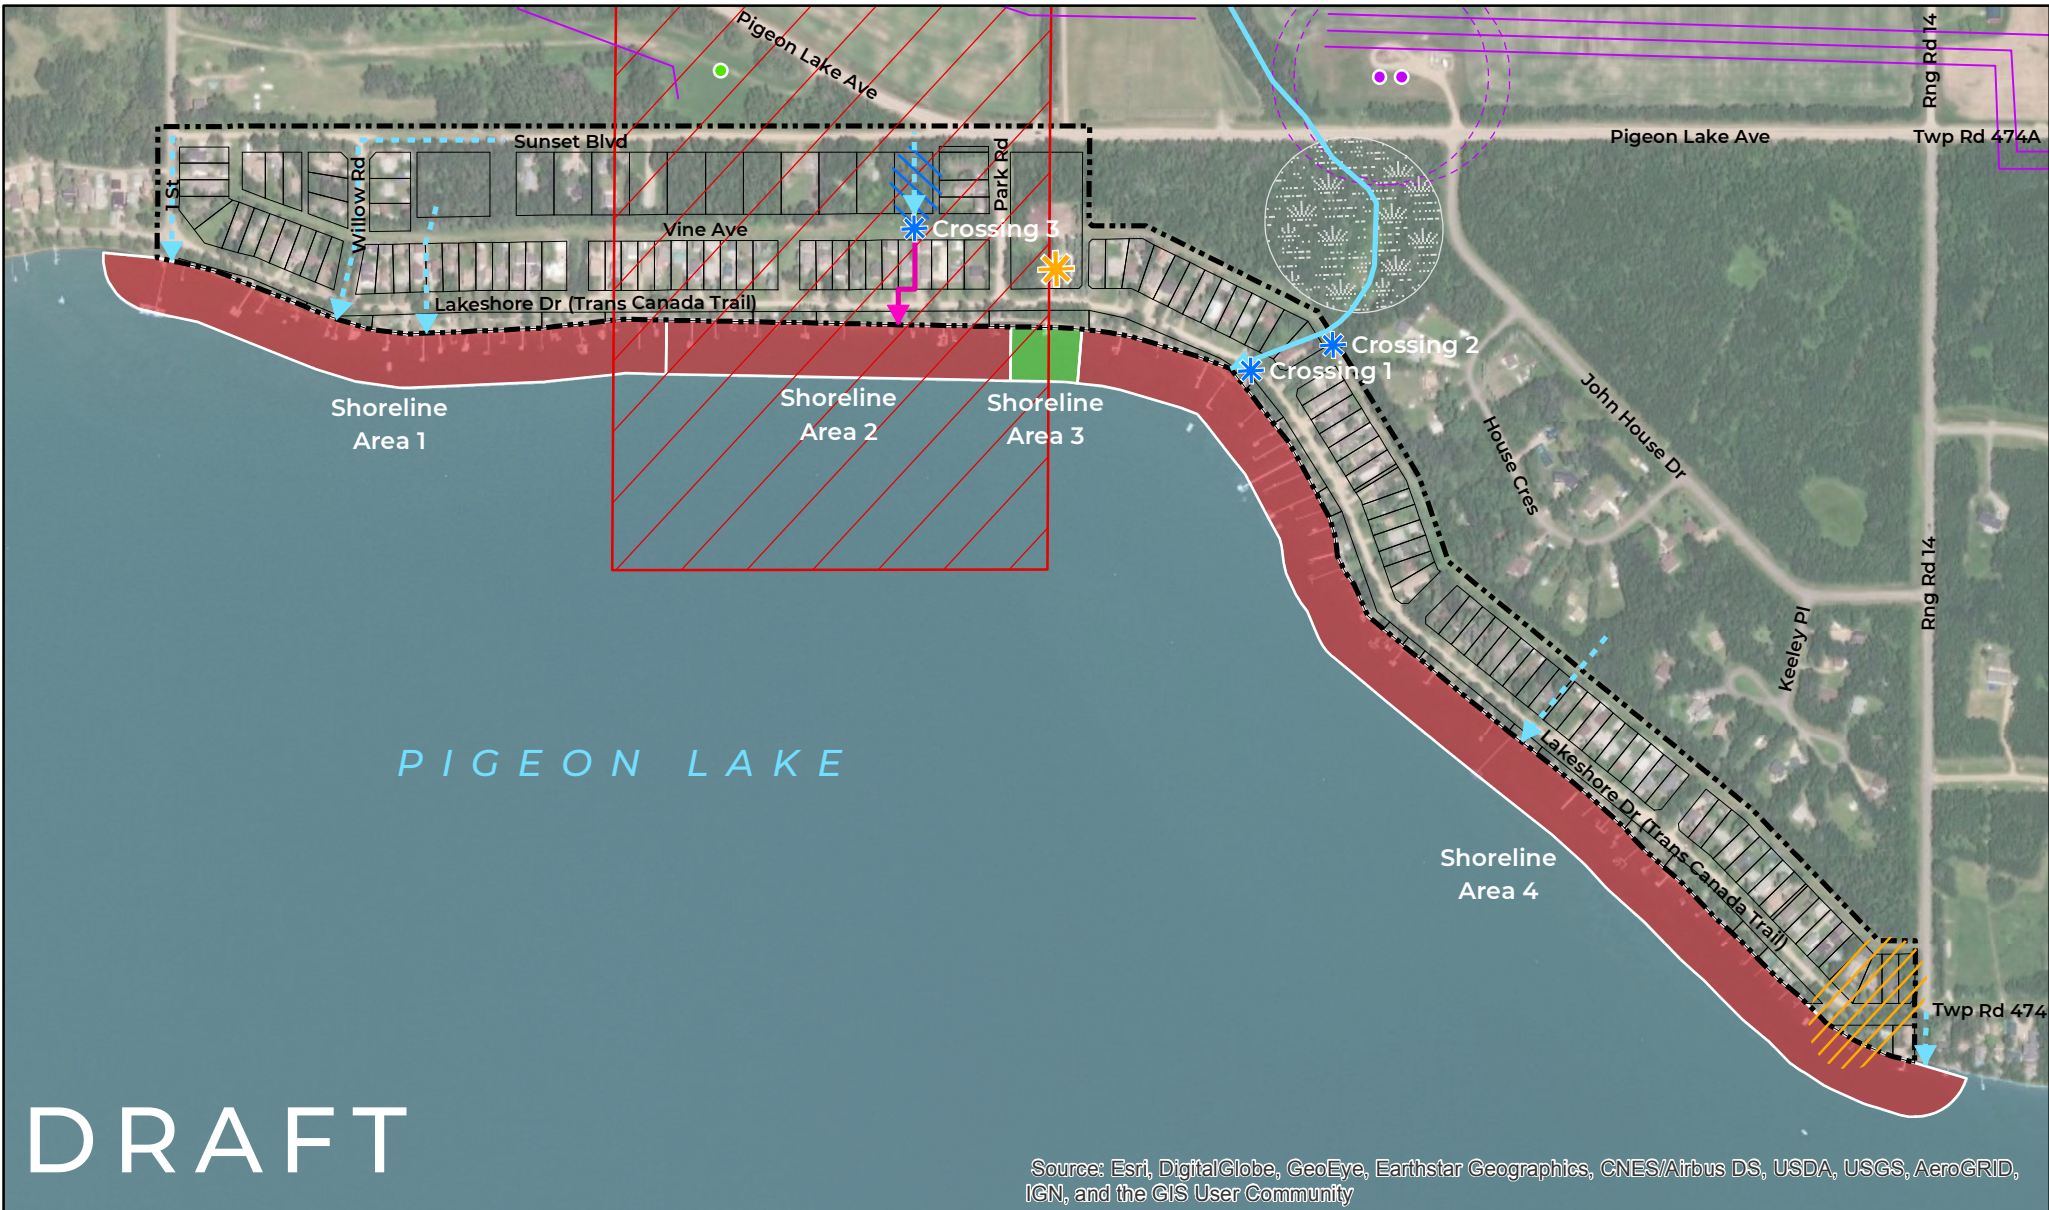 Pigeon Lake Ave
Rng Rd 14
Sunset Blvd
Pigeon Lake Ave
Twp Rd 474A
1 St
Willow Rd
Park Rd
Vine Ave
Crossing 3
Lakeshore Dr (Trans Canada Trail)
Crossing 2
Crossing 1
Shoreline
Area 1
Shoreline
Area 2
Shoreline
Area 3
House Cres
John House Dr
Rng Rd 14
Keeley Pl
PIGEON LAKE
Lakeshore Dr (Trans Canada Trail)
Shoreline
Area 4
Twp Rd 474
DRAFT
Source: Esri, DigitalGlobe, GeoEye, Earthstar Geographics, CNES/Airbus DS, USDA, USGS, AeroGRID,
IGN, and the GIS User Community